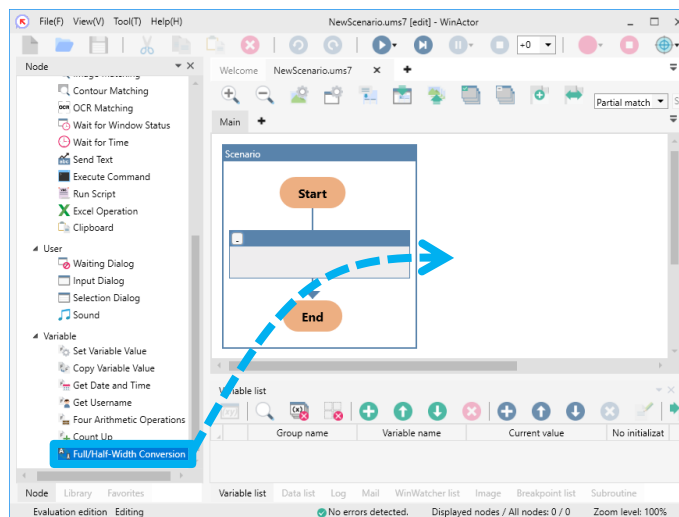 File(F) View(V) Tool(T) Help(H)
NewScenario.ums7 [edit] - WinActor
+0
Node
Welcome
NewScenario.ums7
Contour Matching
OCR Matching
Wait for Window Status
Wait for Time
Send Text
Execute Command
Run Script
Excel Operation
Clipboard
User
Waiting Dialog
Input Dialog
Selection Dialog
Sound
Variable
Set Variable Value
Copy Variable Value
Get Date and Time
Get Username
Four Arithmetic Operations
Count Up
Full/Half-Width Conversion
Node Library Favorites
Partial match
Main
Scenario
Start
End
Variable list
Group name Variable name Current value No initializat
Variable list Data list Log Mail WinWatcher list Image Breakpoint list Subroutine
Evaluation edition Editing
No errors detected. Displayed nodes / All nodes: 0 / 0 Zoom level: 100%